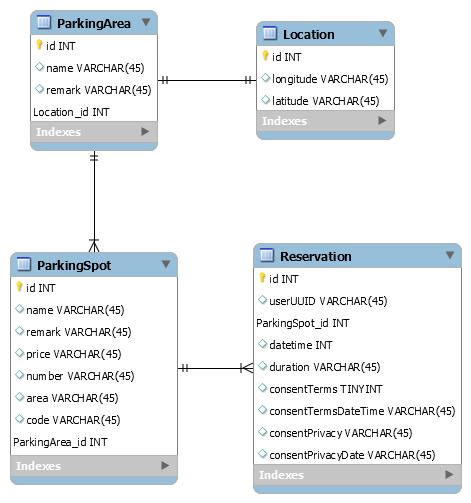 ParkingArea
id INT
name VARCHAR(45)
remark VARCHAR(45)
Location_id INT
Indexes
Location
id INT
longitude VARCHAR(45)
latitude VARCHAR(45)
Indexes
ParkingSpot
id INT
name VARCHAR(45)
remark VARCHAR(45)
price VARCHAR(45)
number VARCHAR(45)
area VARCHAR(45)
code VARCHAR(45)
ParkingArea_id INT
Indexes
Reservation
id INT
userUUID VARCHAR(45)
ParkingSpot_id INT
datetime INT
duration VARCHAR(45)
consentTerms TINYINT
consentTermsDateTime VARCHAR(45)
consentPrivacy VARCHAR(45)
consentPrivacyDate VARCHAR(45)
Indexes